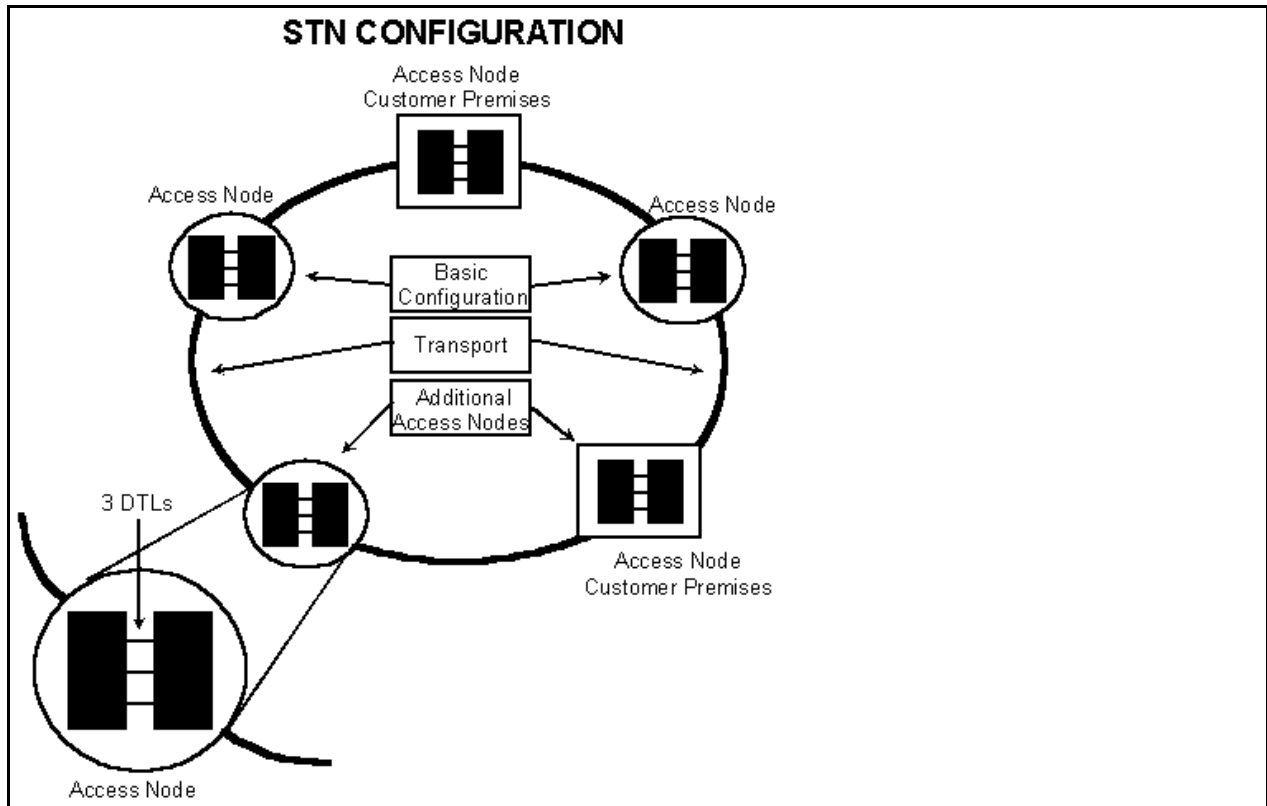 STN CONFIGURATION
Access Node
Customer Premises
Access Node
Access Node
Basic
Configuration
Transport
Additional
Access Nodes
3 DTLs
Access Node
Customer Premises
Access Node